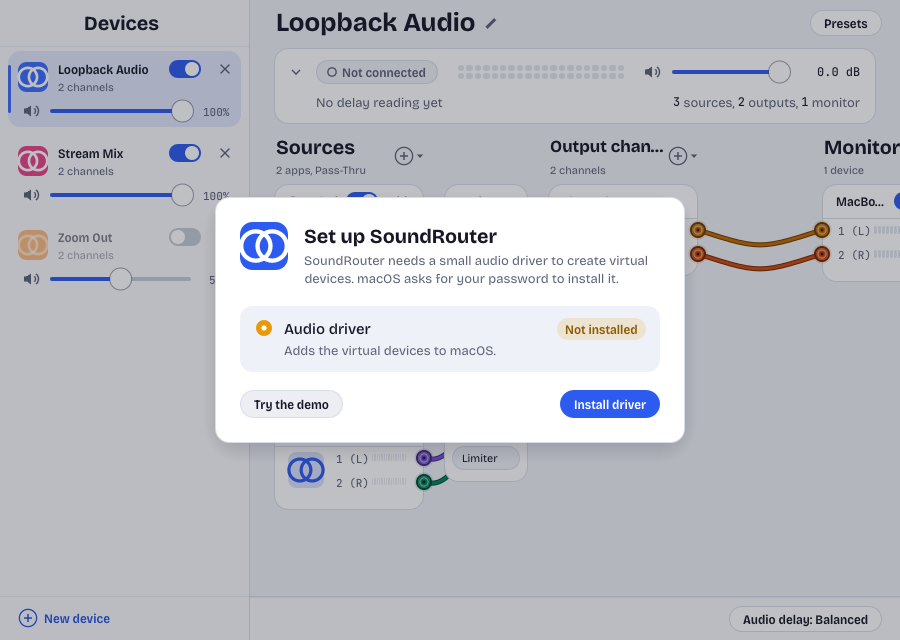 Devices
Loopback Audio
2 channels
100%
Stream Mix
2 channels
100%
Zoom Out
2 channels
New device
Loopback Audio
Presets
Not connected
0.0 dB
No delay reading yet
3 sources, 2 outputs, 1 monitor
Sources
2 apps, Pass-Thru
Output chan...
2 channels
Monitor
1 device
MacBo...
1 (L)
2 (R)
Set up SoundRouter
SoundRouter needs a small audio driver to create virtual
devices. macOS asks for your password to install it.
Audio driver
Not installed
Adds the virtual devices to macOS.
Try the demo
Install driver
1 (L)
2 (R)
Limiter
Audio delay: Balanced